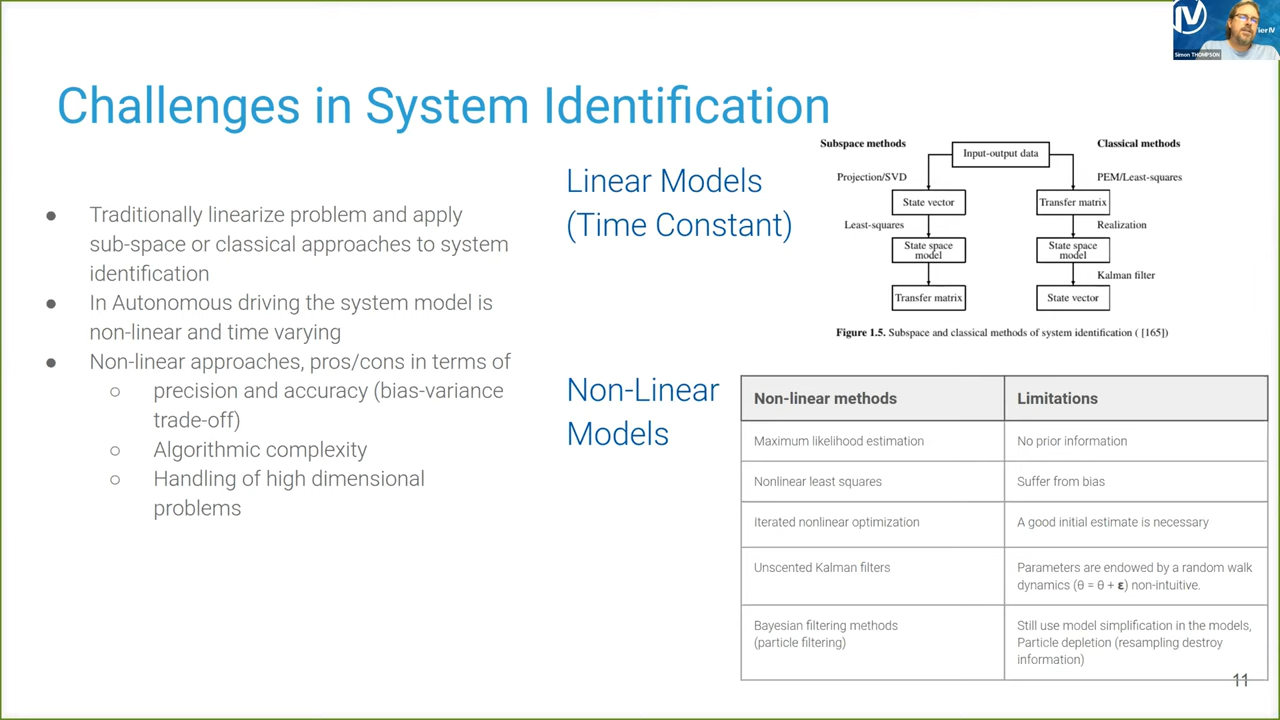 Challenges in System Identification
● Traditionally linearize problem and apply
sub-space or classical approaches to system
identification
● In Autonomous driving the system model is
non-linear and time varying
● Non-linear approaches, pros/cons in terms of
○ precision and accuracy (bias-variance
trade-off)
○ Algorithmic complexity
○ Handling of high dimensional
problems
Linear Models
(Time Constant)
Subspace methods
Classical methods
Input-output data
Projection/SVD
PEM/Least-squares
State vector
Transfer matrix
Least-squares
Realization
State space
model
State space
model
Kalman filter
Transfer matrix
State vector
Figure 1.5. Subspace and classical methods of system identification ( [165])
Non-Linear
Models
Non-linear methods
Limitations
Maximum likelihood estimation
No prior information
Nonlinear least squares
Suffer from bias
Iterated nonlinear optimization
A good initial estimate is necessary
Unscented Kalman filters
Parameters are endowed by a random walk
dynamics (θ = θ + ε) non-intuitive.
Bayesian filtering methods
(particle filtering)
Still use model simplification in the models,
Particle depletion (resampling destroy
information)
11
Simon THOMPSON